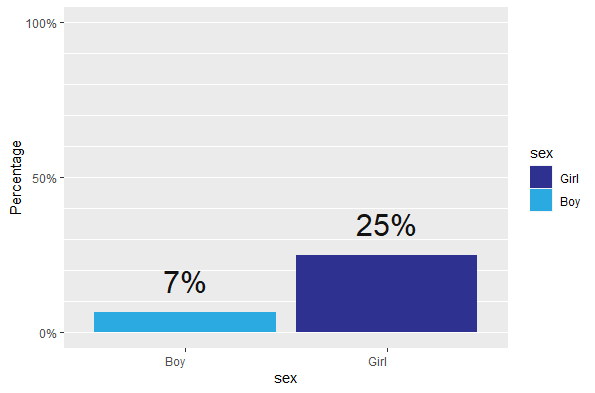 100%
50%
0%
Percentage
7%
25%
Boy
Girl
sex
sex
Girl
Boy